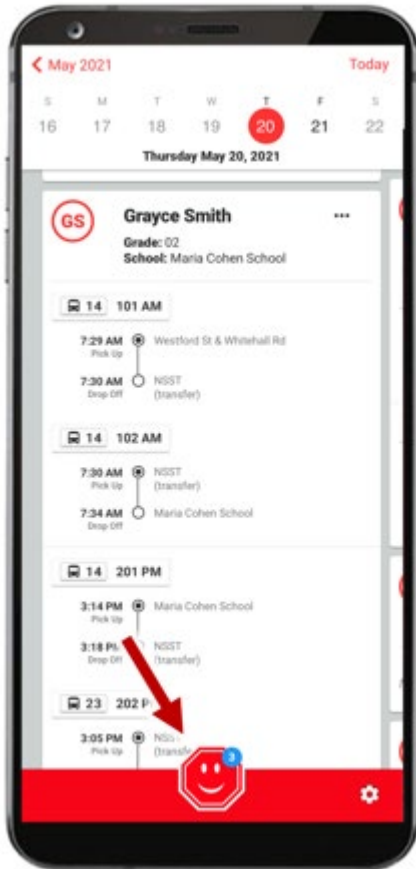 May 2021 Today
S M T W T F S
16 17 18 19 20 21 22
Thursday May 20, 2021
GS Grayce Smith
Grade: 02
School: Maria Cohen School
14 101 AM
7:29 AM Westford St & Whitehall Rd
Pick Up
7:30 AM NSST
Drop Off (transfer)
14 102 AM
7:30 AM NSST
Pick Up (transfer)
7:34 AM Maria Cohen School
Drop Off
14 201 PM
3:14 PM Maria Cohen School
Pick Up
3:18 PM NSST
Drop Off (transfer)
23 202 P
3:05 PM NSST
Pick Up (transfe
3